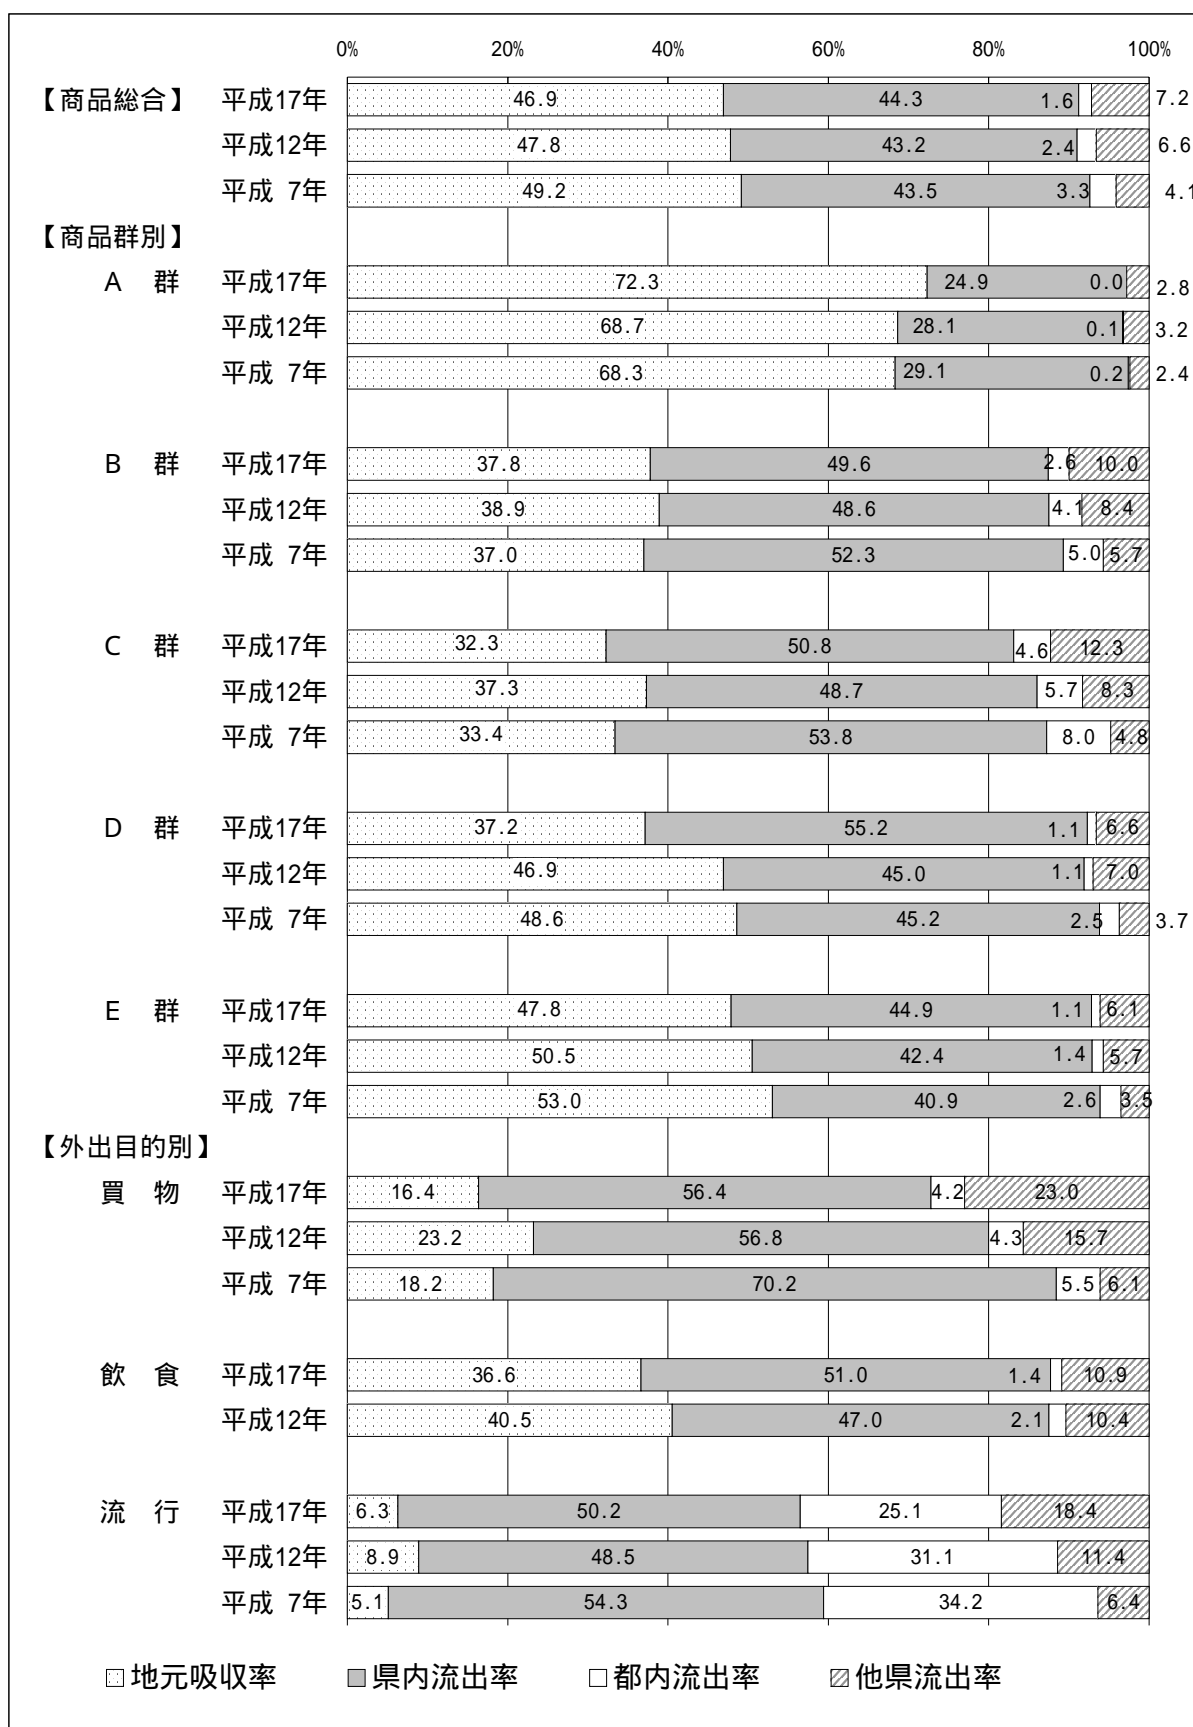 0% 20% 40% 60% 80% 100%
【商品総合】 平成17年 46.9 44.3 1.6 7.2
平成12年 47.8 43.2 2.4 6.6
平成 7年 49.2 43.5 3.3 4.1
【商品群別】
A 群 平成17年 72.3 24.9 0.0 2.8
平成12年 68.7 28.1 0.1 3.2
平成 7年 68.3 29.1 0.2 2.4
B 群 平成17年 37.8 49.6 2.6 10.0
平成12年 38.9 48.6 4.1 8.4
平成 7年 37.0 52.3 5.0 5.7
C 群 平成17年 32.3 50.8 4.6 12.3
平成12年 37.3 48.7 5.7 8.3
平成 7年 33.4 53.8 8.0 4.8
D 群 平成17年 37.2 55.2 1.1 6.6
平成12年 46.9 45.0 1.1 7.0
平成 7年 48.6 45.2 2.5 3.7
E 群 平成17年 47.8 44.9 1.1 6.1
平成12年 50.5 42.4 1.4 5.7
平成 7年 53.0 40.9 2.6 3.5
【外出目的別】
買 物 平成17年 16.4 56.4 4.2 23.0
平成12年 23.2 56.8 4.3 15.7
平成 7年 18.2 70.2 5.5 6.1
飲 食 平成17年 36.6 51.0 1.4 10.9
平成12年 40.5 47.0 2.1 10.4
流 行 平成17年 6.3 50.2 25.1 18.4
平成12年 8.9 48.5 31.1 11.4
平成 7年 5.1 54.3 34.2 6.4
地元吸収率 県内流出率 都内流出率 他県流出率